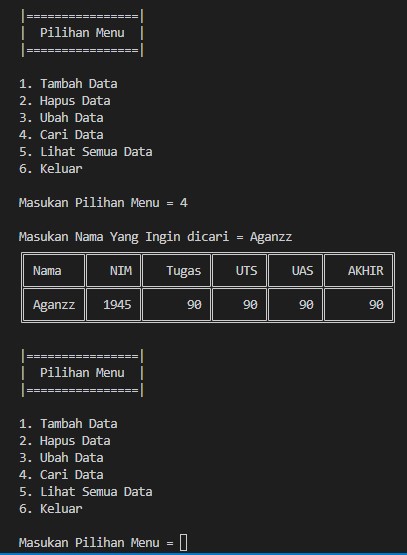 |================|
|  Pilihan Menu  |
|================|
1. Tambah Data
2. Hapus Data
3. Ubah Data
4. Cari Data
5. Lihat Semua Data
6. Keluar
Masukan Pilihan Menu = 4
Masukan Nama Yang Ingin dicari = Aganzz
Nama NIM Tugas UTS UAS AKHIR
Aganzz 1945 90 90 90 90
|================|
|  Pilihan Menu  |
|================|
1. Tambah Data
2. Hapus Data
3. Ubah Data
4. Cari Data
5. Lihat Semua Data
6. Keluar
Masukan Pilihan Menu =